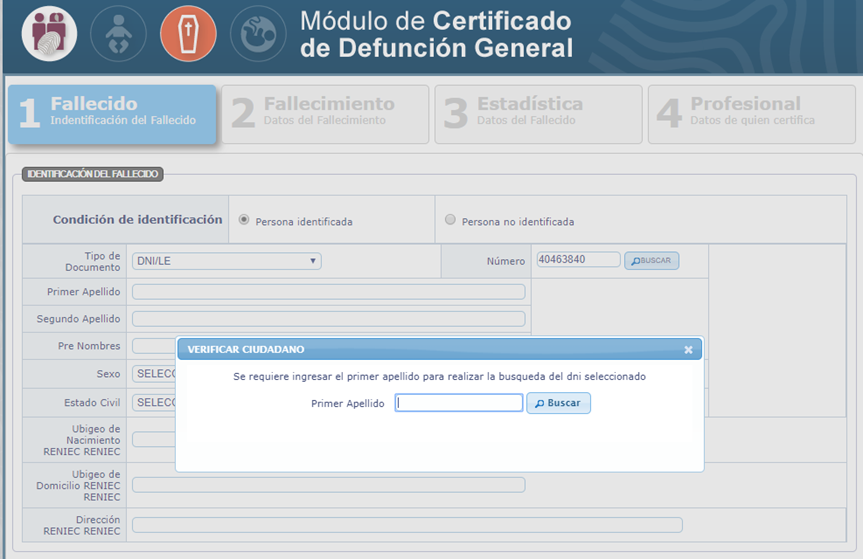 Módulo de Certificado
de Defunción General
1 Fallecido
Indentificación del Fallecido
2 Fallecimiento
Datos del Fallecimiento
3 Estadística
Datos del Fallecido
4 Profesional
Datos de quien certifica
IDENTIFICACIÓN DEL FALLECIDO
Condición de identificación
Persona identificada
Persona no identificada
Tipo de
Documento
DNI/LE
Número
40463840
BUSCAR
Primer Apellido
Segundo Apellido
Pre Nombres
Sexo
SELECC
Estado Civil
SELECC
VERIFICAR CIUDADANO
Se requiere ingresar el primer apellido para realizar la busqueda del dni seleccionado
Primer Apellido
Buscar
Ubigeo de
Nacimiento
RENIEC RENIEC
Ubigeo de
Domicilio RENIEC
RENIEC
Dirección
RENIEC RENIEC